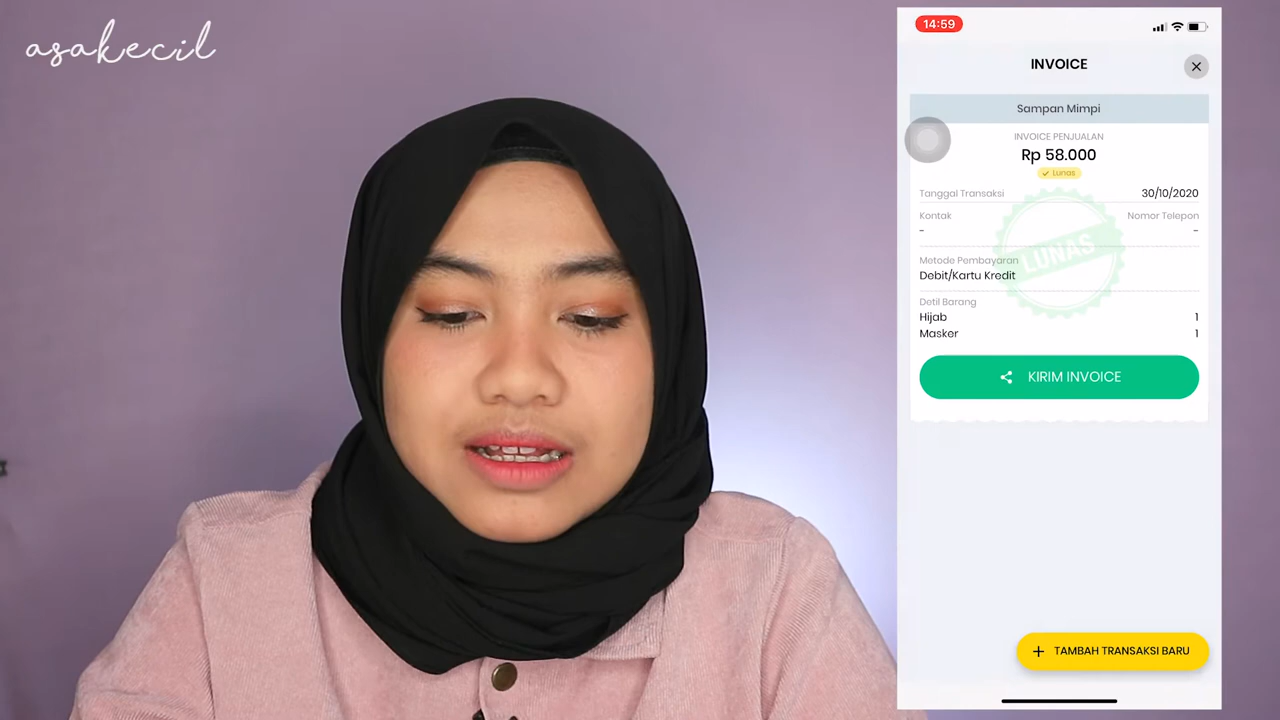 asakecil
14:59
INVOICE
Sampan Mimpi
INVOICE PENJUALAN
Rp 58.000
Lunas
Tanggal Transaksi 30/10/2020
Kontak Nomor Telepon
- -
Metode Pembayaran
Debit/Kartu Kredit
LUNAS
Detil Barang
Hijab 1
Masker 1
KIRIM INVOICE
+ TAMBAH TRANSAKSI BARU